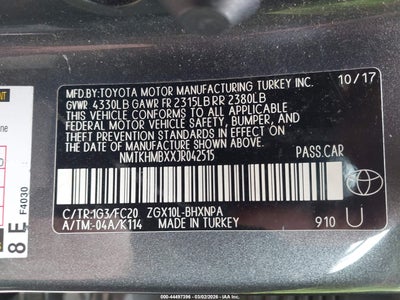 MFD. BY:TOYOTA MOTOR MANUFACTURING TURKEY INC.
GVWR 4330LB GAWR FR 2315LB RR 2380LB 10/17
THIS VEHICLE CONFORMS TO ALL APPLICABLE
FEDERAL MOTOR VEHICLE SAFETY, BUMPER, AND
THEFT PREVENTION STANDARDS IN EFFECT ON
THE DATE OF MANUFACTURE SHOWN ABOVE.
NMTKHMBXXJR042515 PASS.CAR
C/TR:1G3/FC20 ZGX10L-BHXNPA
A/TM:-04A/K114 MADE IN TURKEY 910 U
ne
F4030
8E
000-44497396 - 03/02/2026 - IAA, LLC